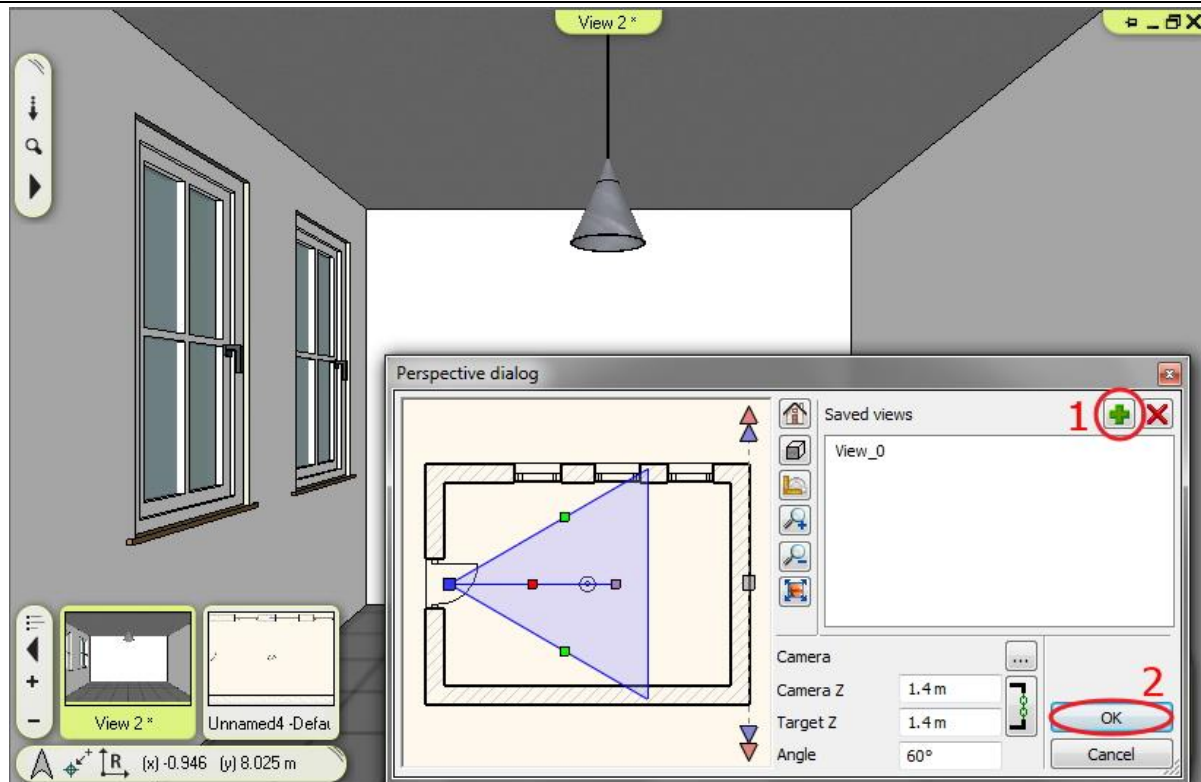 View 2 *
Perspective dialog
1
Saved views
View_0
Camera
...
Camera Z
1.4 m
Target Z
1.4 m
Angle
60°
2
OK
Cancel
View 2 *
Unnamed4 -Defau
R
(x) -0.946 (y) 8.025 m